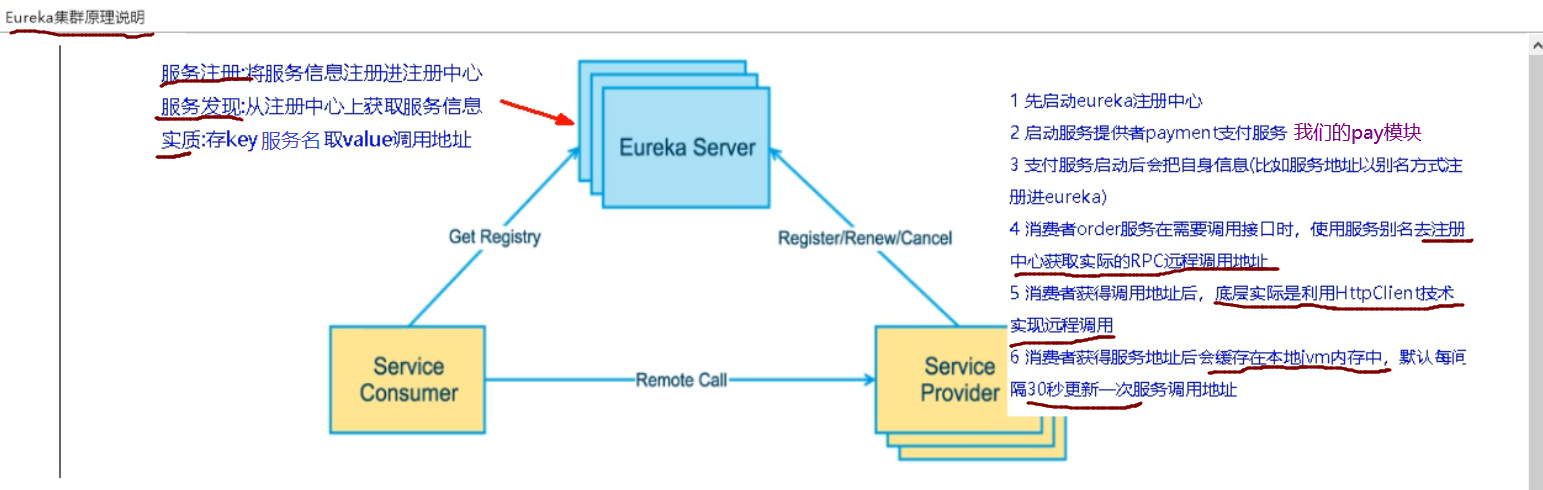 Eureka集群原理说明
服务注册:将服务信息注册进注册中心
服务发现:从注册中心上获取服务信息
实质:存key服务名 取value调用地址
Eureka Server
Get Registry
Register/Renew/Cancel
Service
Consumer
Remote Call
Service
Provider
1 先启动eureka注册中心
2 启动服务提供者payment支付服务 我们的pay模块
3 支付服务启动后会把自身信息(比如服务地址以别名方式注
册进eureka)
4 消费者order服务在需要调用接口时，使用服务别名去注册
中心获取实际的RPC远程调用地址
5 消费者获得调用地址后，底层实际是利用HttpClient技术
实现远程调用
6 消费者获得服务地址后会缓存在本地jvm内存中，默认每间
隔30秒更新一次服务调用地址